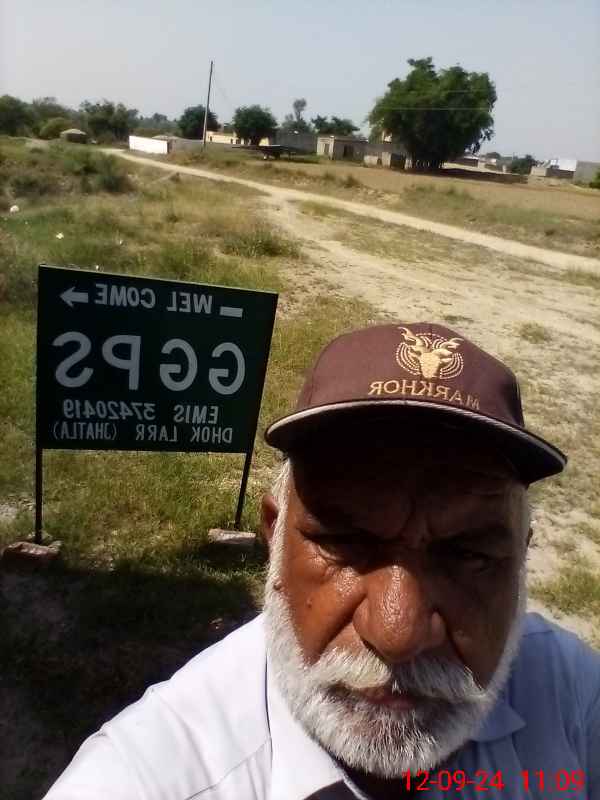 WEL COME
GGPS
EMIS 37420419
DHOK LARR (JHATLA)
MARKHOR
12-09-24 11:09